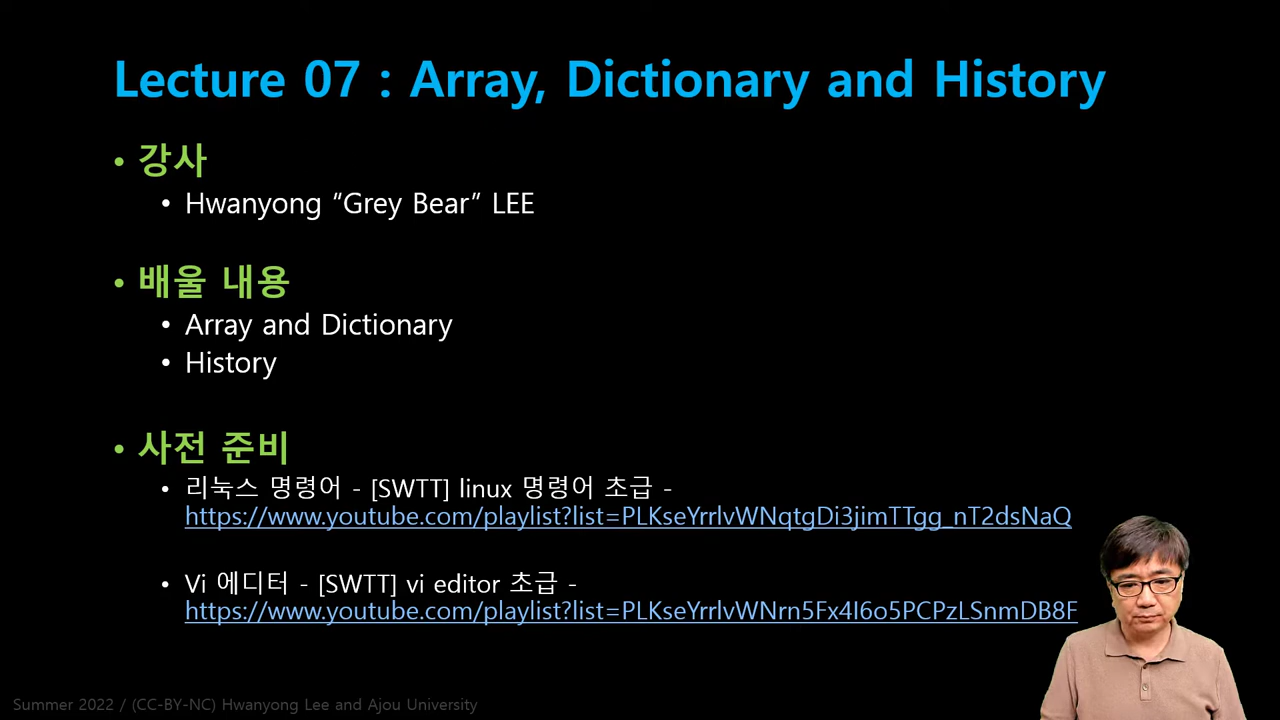 Lecture 07 : Array, Dictionary and History
• 강사
• Hwanyong "Grey Bear" LEE
• 배울 내용
• Array and Dictionary
• History
• 사전 준비
• 리눅스 명령어 - [SWTT] linux 명령어 초급 -
https://www.youtube.com/playlist?list=PLKseYrrlvWNqtgDi3jimTTgg_nT2dsNaQ
• Vi 에디터 - [SWTT] vi editor 초급 -
https://www.youtube.com/playlist?list=PLKseYrrlvWNrn5Fx4I6o5PCPzLSnmDB8F
Summer 2022 / (CC-BY-NC) Hwanyong Lee and Ajou University